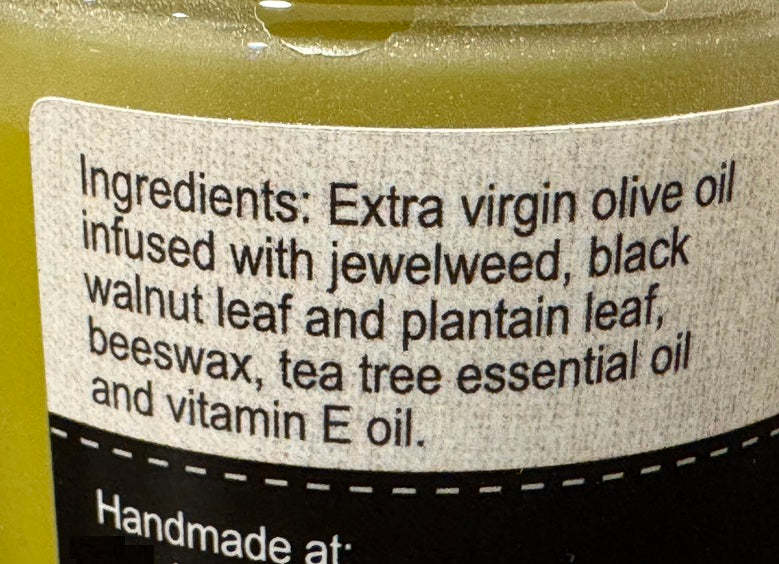 Ingredients: Extra virgin olive oil
infused with jewelweed, black
walnut leaf and plantain leaf,
beeswax, tea tree essential oil
and vitamin E oil.
Handmade at: